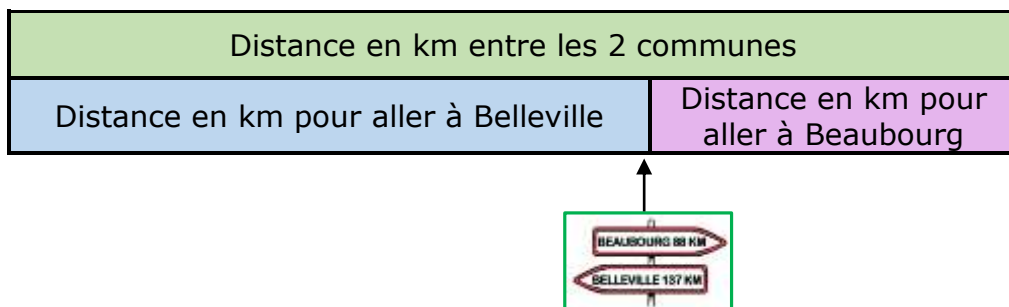 Distance en km entre les 2 communes
Distance en km pour aller à Belleville
Distance en km pour
aller à Beaubourg
BEAUBOURG 88 KM
BELLEVILLE 137 KM